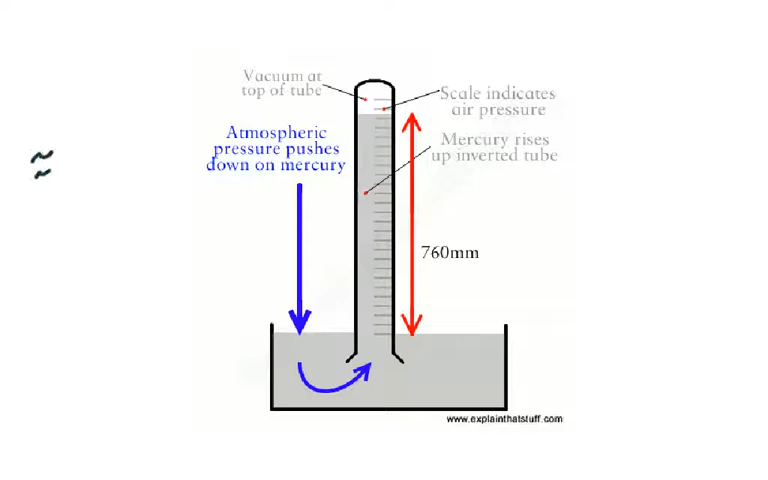 Vacuum at
top of tube
Scale indicates
air pressure
Atmospheric
pressure pushes
down on mercury
Mercury rises
up inverted tube
760mm
www.explainthatstuff.com